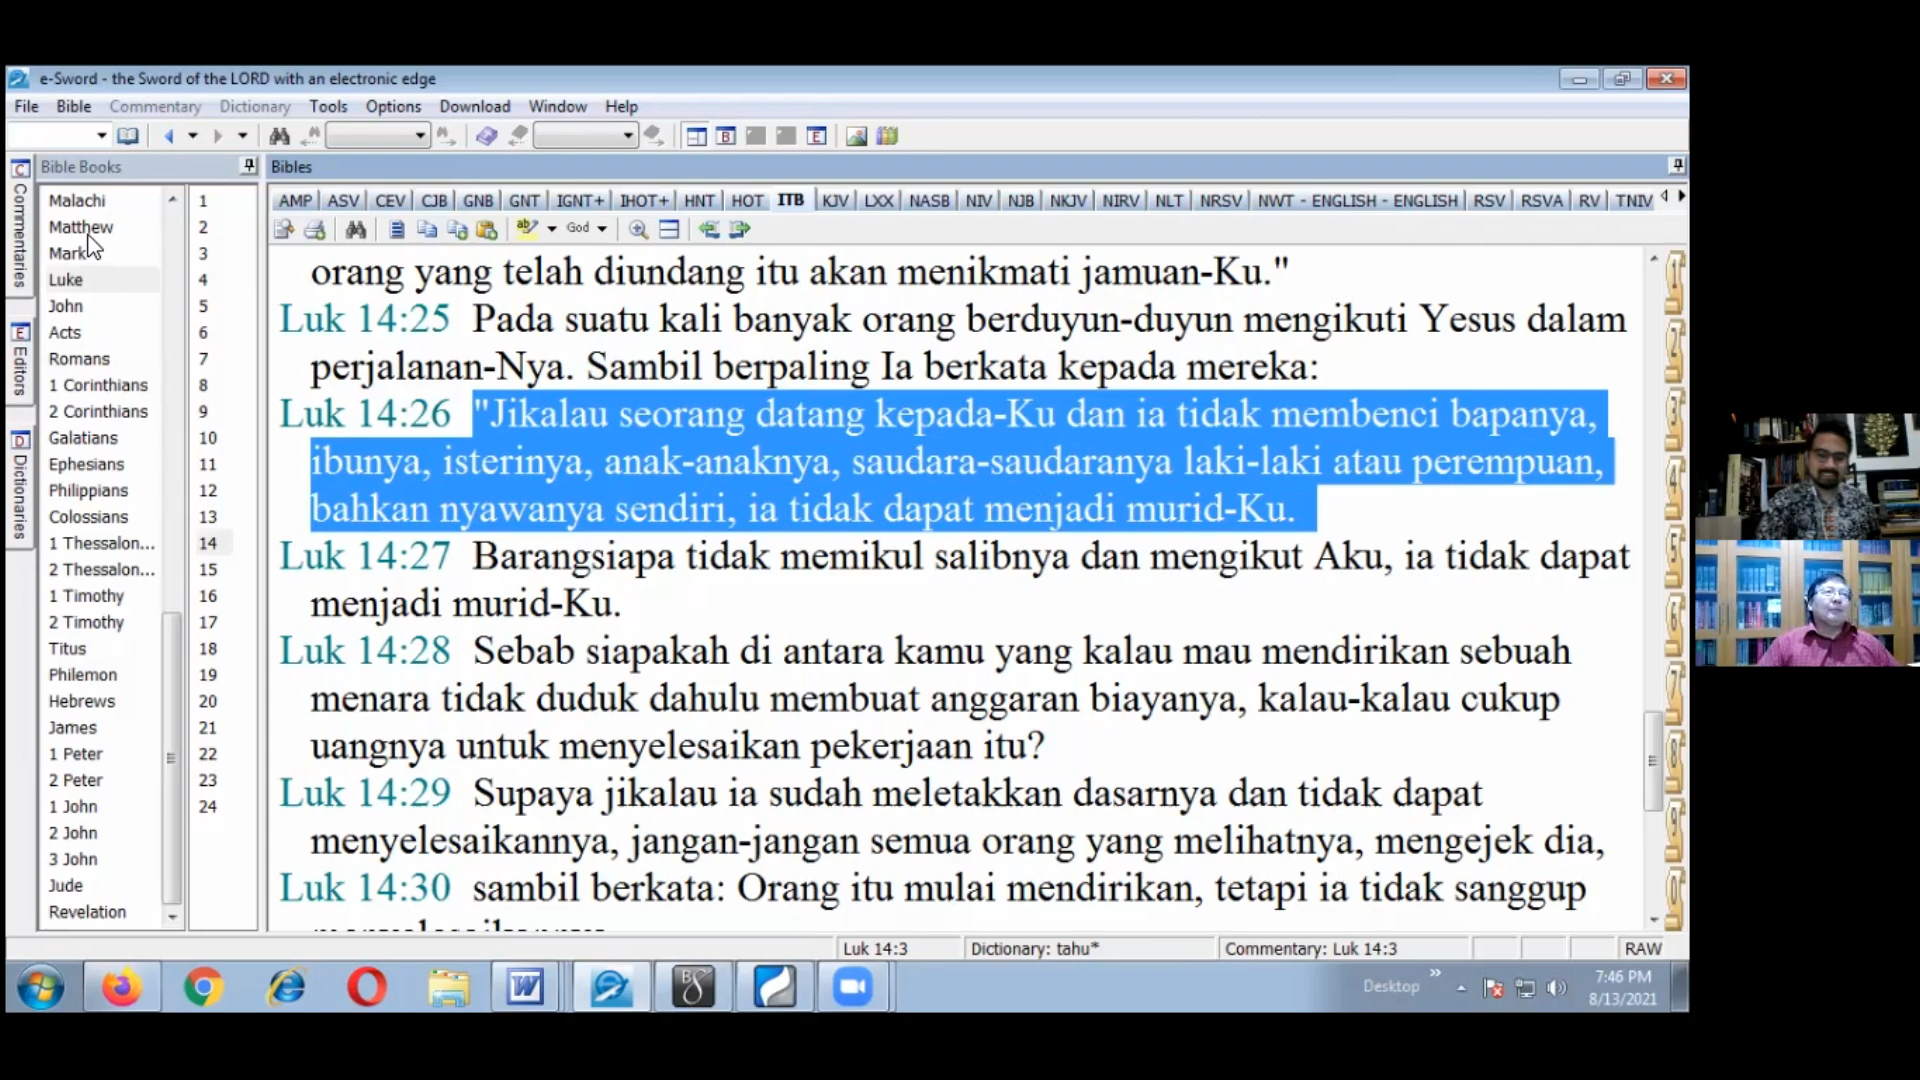 e-Sword - the Sword of the LORD with an electronic edge
File Bible Commentary Dictionary Tools Options Download Window Help
Bible Books
Bibles
AMP ASV CEV CJB GNB GNT IGNT+ IHOT+ HNT HOT ITB KJV LXX NASB NIV NJB NKJV NIRV NLT NRSV NWT - ENGLISH - ENGLISH RSV RSVA RV TNIV
God
Commentaries
Editors
Dictionaries
Malachi
Matthew
Mark
Luke
John
Acts
Romans
1 Corinthians
2 Corinthians
Galatians
Ephesians
Philippians
Colossians
1 Thessalon...
2 Thessalon...
1 Timothy
2 Timothy
Titus
Philemon
Hebrews
James
1 Peter
2 Peter
1 John
2 John
3 John
Jude
Revelation
1
2
3
4
5
6
7
8
9
10
11
12
13
14
15
16
17
18
19
20
21
22
23
24
orang yang telah diundang itu akan menikmati jamuan-Ku."
Luk 14:25 Pada suatu kali banyak orang berduyun-duyun mengikuti Yesus dalam
perjalanan-Nya. Sambil berpaling Ia berkata kepada mereka:
Luk 14:26 "Jikalau seorang datang kepada-Ku dan ia tidak membenci bapanya,
ibunya, isterinya, anak-anaknya, saudara-saudaranya laki-laki atau perempuan,
bahkan nyawanya sendiri, ia tidak dapat menjadi murid-Ku.
Luk 14:27 Barangsiapa tidak memikul salibnya dan mengikut Aku, ia tidak dapat
menjadi murid-Ku.
Luk 14:28 Sebab siapakah di antara kamu yang kalau mau mendirikan sebuah
menara tidak duduk dahulu membuat anggaran biayanya, kalau-kalau cukup
uangnya untuk menyelesaikan pekerjaan itu?
Luk 14:29 Supaya jikalau ia sudah meletakkan dasarnya dan tidak dapat
menyelesaikannya, jangan-jangan semua orang yang melihatnya, mengejek dia,
Luk 14:30 sambil berkata: Orang itu mulai mendirikan, tetapi ia tidak sanggup
Luk 14:3 Dictionary: tahu* Commentary: Luk 14:3 RAW
Desktop
7:46 PM
8/13/2021